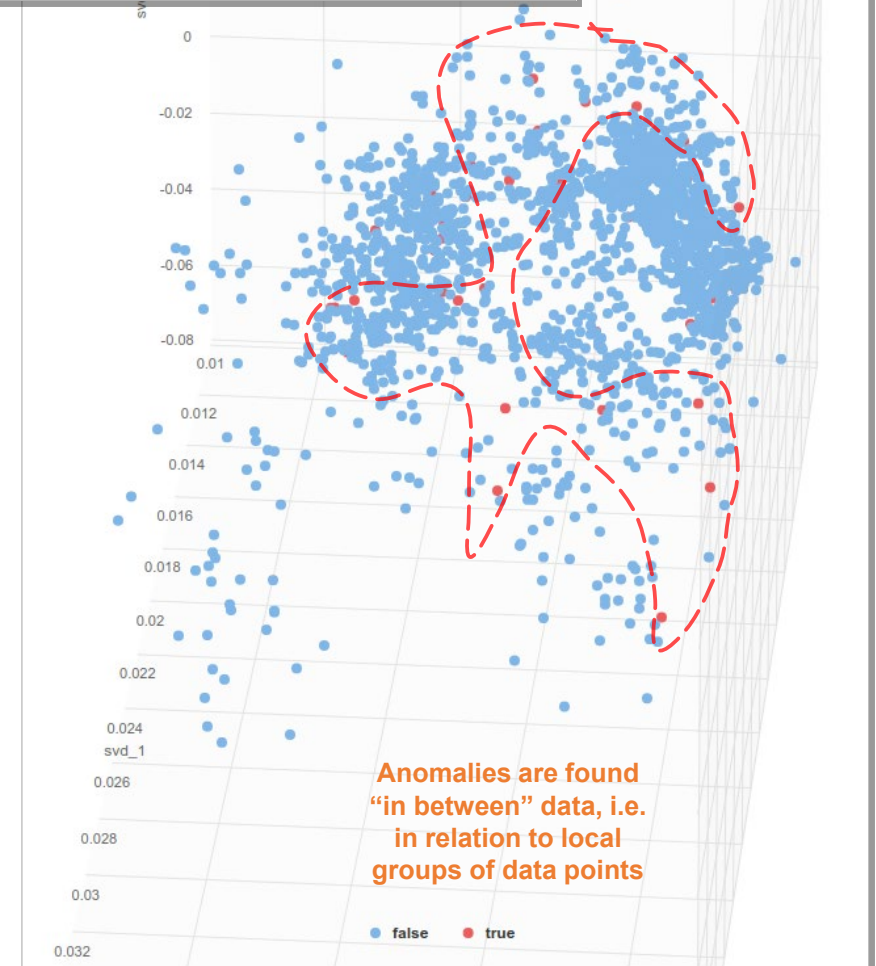 sv
0
-0.02
-0.04
-0.06
-0.08
0.01
0.012
0.014
0.016
0.018
0.02
0.022
0.024
svd_1
0.026
0.028
0.03
0.032
Anomalies are found
“in between” data, i.e.
in relation to local
groups of data points
false true